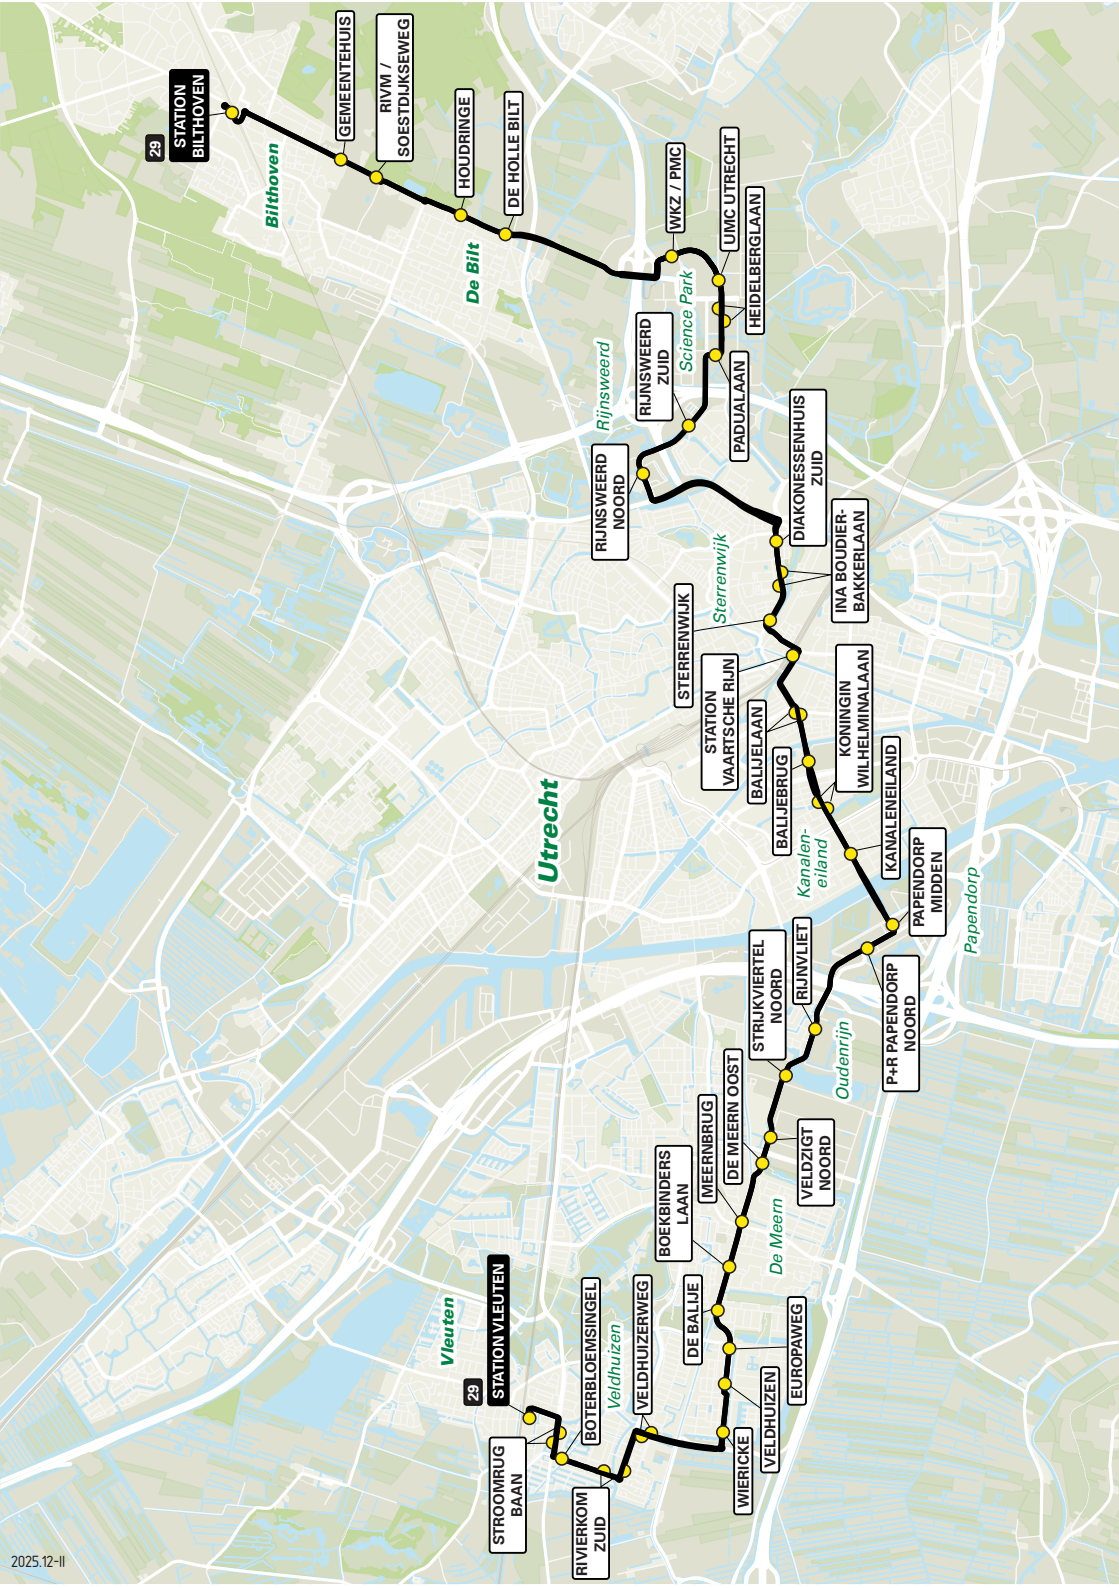 29
STATION
BILTHOVEN
GEMEENTEHUIS
RIVM /
SOESTDIJKSEWEG
Bilthoven
HOUDRINGE
DE HOLLE BILT
De Bilt
WKZ / PMC
UMC UTRECHT
HEIDELBERGLAAN
Science Park
Rijnsweerd
RIJNSWEERD
ZUID
PADUALAAN
RIJNSWEERD
NOORD
DIAKONESSENHUIS
ZUID
INA BOUDIER-
BAKKERLAAN
Sterrenwijk
STERRENWIJK
STATION
VAARTSCHE RIJN
BALIJELAAN
KONINGIN
WILHELMINALAAN
BALIJEBRUG
Utrecht
Kanalen-
eiland
KANALENEILAND
PAPENDORP
MIDDEN
Papendorp
P+R PAPENDORP
NOORD
RIJNVLIET
STRIJKVIERTEL
NOORD
Oudenrijn
DE MEERN OOST
VELDZIGT
NOORD
MEERNBRUG
BOEKBINDERS
LAAN
De Meern
DE BALIJE
EUROPAWEG
VELDHUIZEN
WIERICKE
VELDHUIZERWEG
Veldhuizen
BOTERBLOEMSINGEL
RIVIERKOM
ZUID
STROOMRUG
BAAN
Vleuten
29
STATION VLEUTEN
2025.12-II